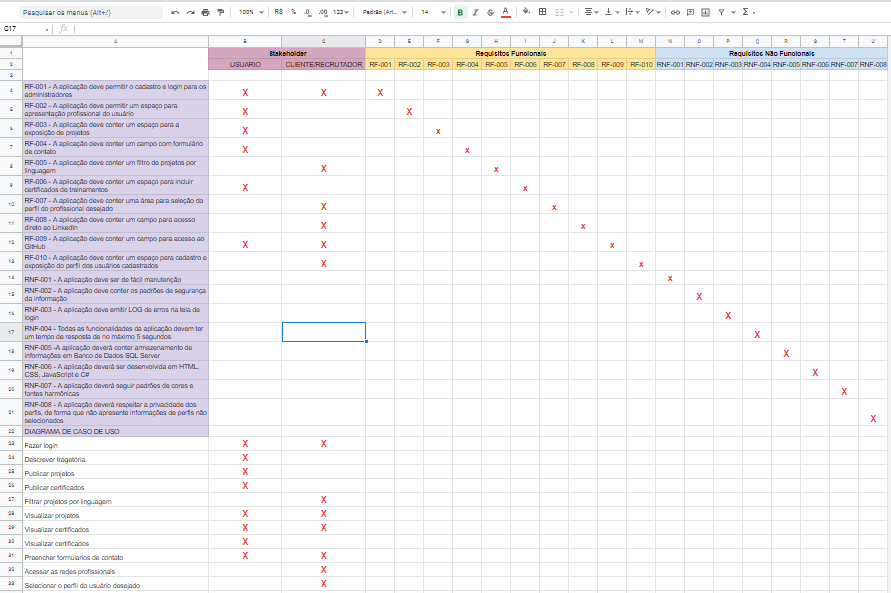 Pesquisar os menus (Alt+/)
100% R$ % .0 .00 123 Padrão (Ari... 14 B I S A
C17 fx
A B C D E F G H I J K L M N O P Q R S T U
1 Stakeholder Requisitos Funcionais Requisitos Não Funcionais
2 USUARIO CLIENTE/RECRUTADOR RF-001 RF-002 RF-003 RF-004 RF-005 RF-006 RF-007 RF-008 RF-009 RF-010 RNF-001 RNF-002 RNF-003 RNF-004 RNF-005 RNF-006 RNF-007 RNF-008
3
4 RF-001 - A aplicação deve permitir o cadastro e login para os
administradores X X X
5 RF-002 - A aplicação deve permitir um espaço para
apresentação profissional do usuário X X
6 RF-003 - A aplicação deve conter um espaço para a
exposição de projetos X x
7 RF-004 - A aplicação deve conter um campo com formulário
de contato X x
8 RF-005 - A aplicação deve conter um filtro de projetos por
linguagem X x
9 RF-006 - A aplicação deve conter um espaço para incluir
certificados de treinamentos X x
10 RF-007 - A aplicação deve conter uma área para seleção do
perfil do profissional desejado X x
11 RF-008 - A aplicação deve conter um campo para acesso
direto ao LinkedIn X x
12 RF-009 - A aplicação deve conter um campo para acesso ao
GitHub X X x
13 RF-010 - A aplicação deve conter um espaço para cadastro e
exposição do perfil dos usuários cadastrados X x
14 RNF-001 - A aplicação deve ser de fácil manutenção x
15 RNF-002 - A aplicação deve conter os padrões de segurança
da informação X
16 RNF-003 - A aplicação deve emitir LOG de erros na tela de
login X
17 RNF-004 - Todas as funcionalidades da aplicação devem ter
um tempo de resposta de no máximo 5 segundos X
18 RNF-005 -A aplicação deverá conter armazenamento de
informações em Banco de Dados SQL Server X
19 RNF-006 - A aplicação deverá ser desenvolvida em HTML,
CSS, JavaScript e C# X
20 RNF-007 - A aplicação deverá seguir padrões de cores e
fontes harmônicas X
21 RNF-008 - A aplicação deverá respeitar a privacidade dos
perfis, de forma que não apresente informações de perfis não
selecionados X
22 DIAGRAMA DE CASO DE USO
23 Fazer login X X
24 Descrever tragetória X
25 Publicar projetos X
26 Publicar certificados X
27 Filtrar projetos por linguagem X
28 Visualizar projetos X X
29 Visualizar certificados X X
30 Visualizar certificados X
31 Preencher formularios de contato X X
32 Acessar as redes profissionais X
33 Selecionar o perfil do usuário desejado X